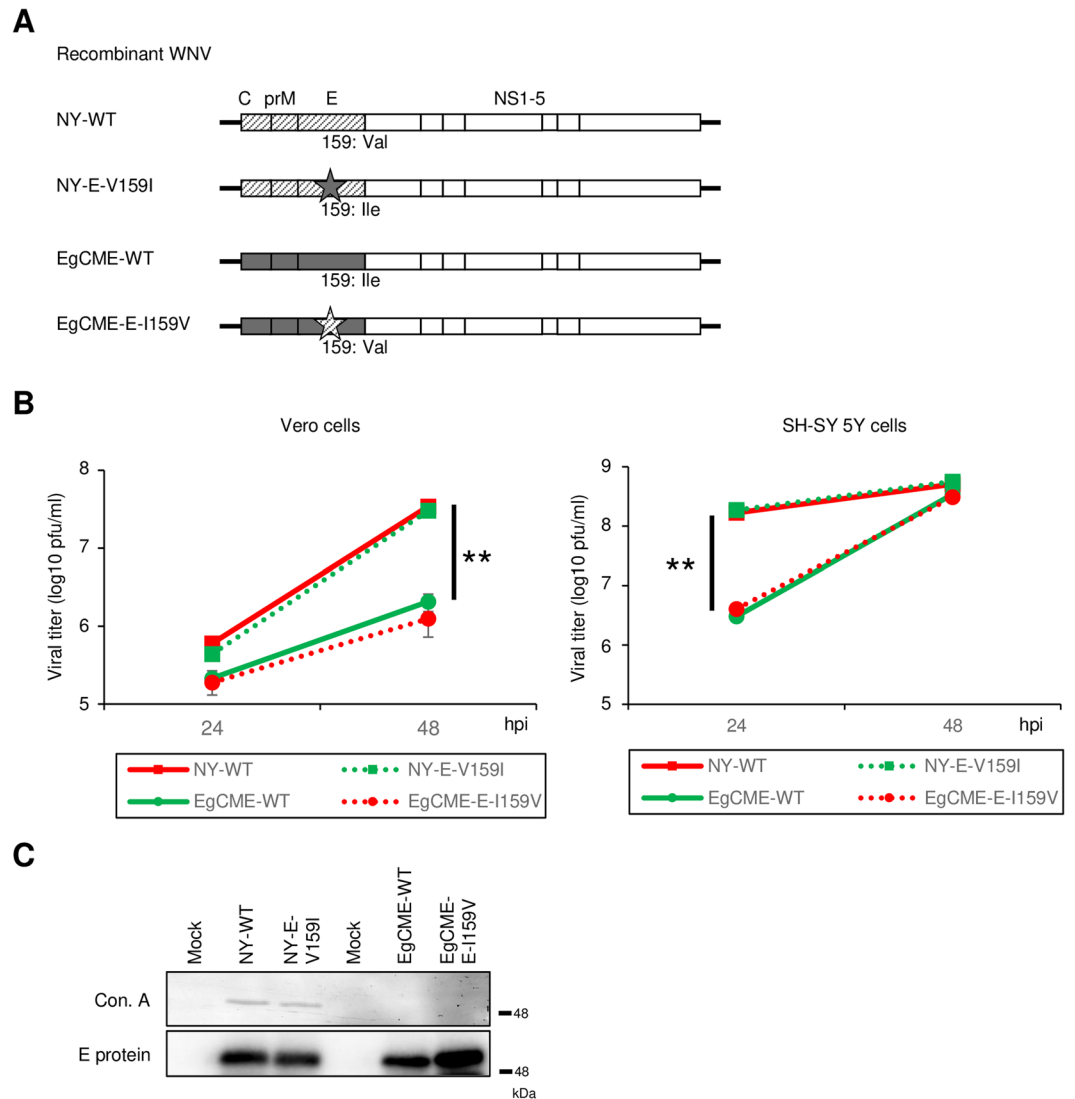 A
Recombinant WNV
C prM E NS1-5
NY-WT
159: Val
NY-E-V159I
159: Ile
EgCME-WT
159: Ile
EgCME-E-I159V
159: Val
B
Vero cells
Viral titer (log10 pfu/ml)
8
7
6
5
**
24 48 hpi
NY-WT NY-E-V159I
EgCME-WT EgCME-E-I159V
SH-SY 5Y cells
Viral titer (log10 pfu/ml)
9
8
7
6
5
**
24 48 hpi
NY-WT NY-E-V159I
EgCME-WT EgCME-E-I159V
C
Mock
NY-WT
NY-E-
V159I
Mock
EgCME-WT
EgCME-
E-I159V
Con. A
48
E protein
48
kDa